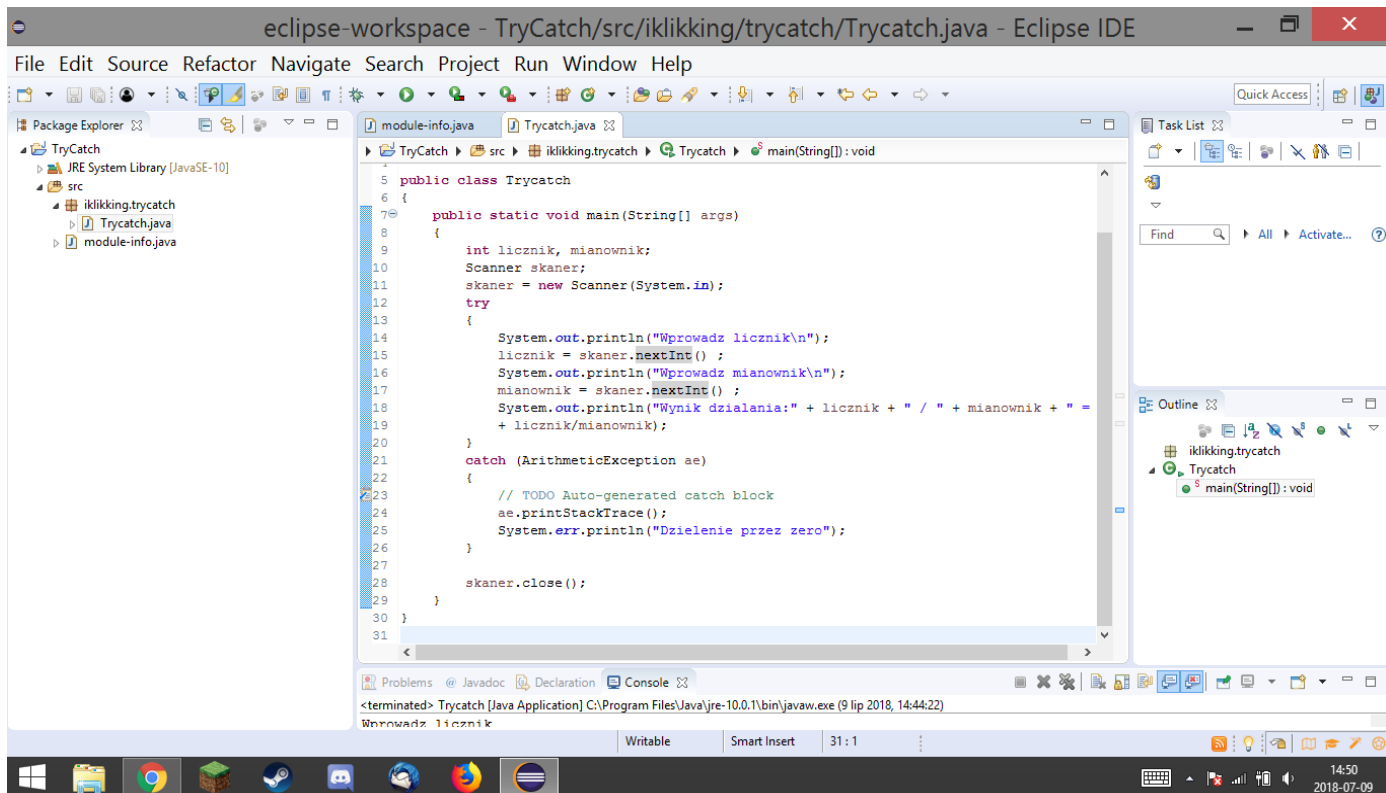 eclipse-workspace - TryCatch/src/iklikking/trycatch/Trycatch.java - Eclipse IDE
File Edit Source Refactor Navigate Search Project Run Window Help
Quick Access
Package Explorer
TryCatch
JRE System Library [JavaSE-10]
src
iklikking.trycatch
Trycatch.java
module-info.java
module-info.java Trycatch.java
TryCatch src iklikking.trycatch Trycatch main(String[]) : void
5 public class Trycatch
6 {
7 public static void main(String[] args)
8 {
9 int licznik, mianownik;
10 Scanner skaner;
11 skaner = new Scanner(System.in);
12 try
13 {
14 System.out.println("Wprowadz licznik\n");
15 licznik = skaner.nextInt() ;
16 System.out.println("Wprowadz mianownik\n");
17 mianownik = skaner.nextInt() ;
18 System.out.println("Wynik dzialania:" + licznik + " / " + mianownik + " =
19 + licznik/mianownik);
20 }
21 catch (ArithmeticException ae)
22 {
23 // TODO Auto-generated catch block
24 ae.printStackTrace();
25 System.err.println("Dzielenie przez zero");
26 }
27
28 skaner.close();
29 }
30 }
31
Task List
Find All Activate...
Outline
iklikking.trycatch
Trycatch
main(String[]) : void
Problems @ Javadoc Declaration Console
<terminated> Trycatch [Java Application] C:\Program Files\Java\jre-10.0.1\bin\javaw.exe (9 lip 2018, 14:44:22)
Wprowadz licznik
Writable Smart Insert 31 : 1
14:50
2018-07-09